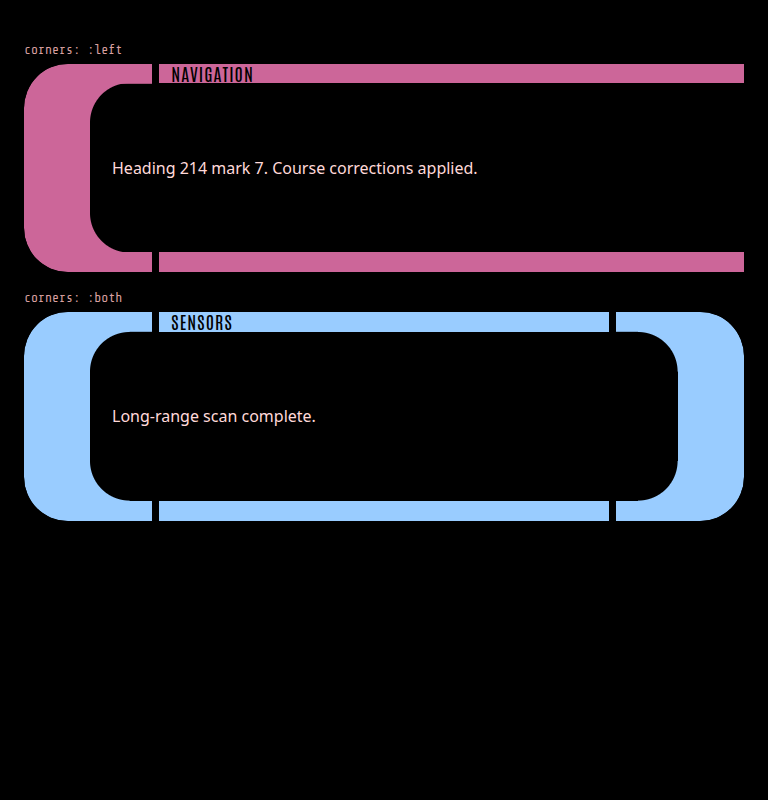 corners: :left
NAVIGATION
Heading 214 mark 7. Course corrections applied.
corners: :both
SENSORS
Long-range scan complete.